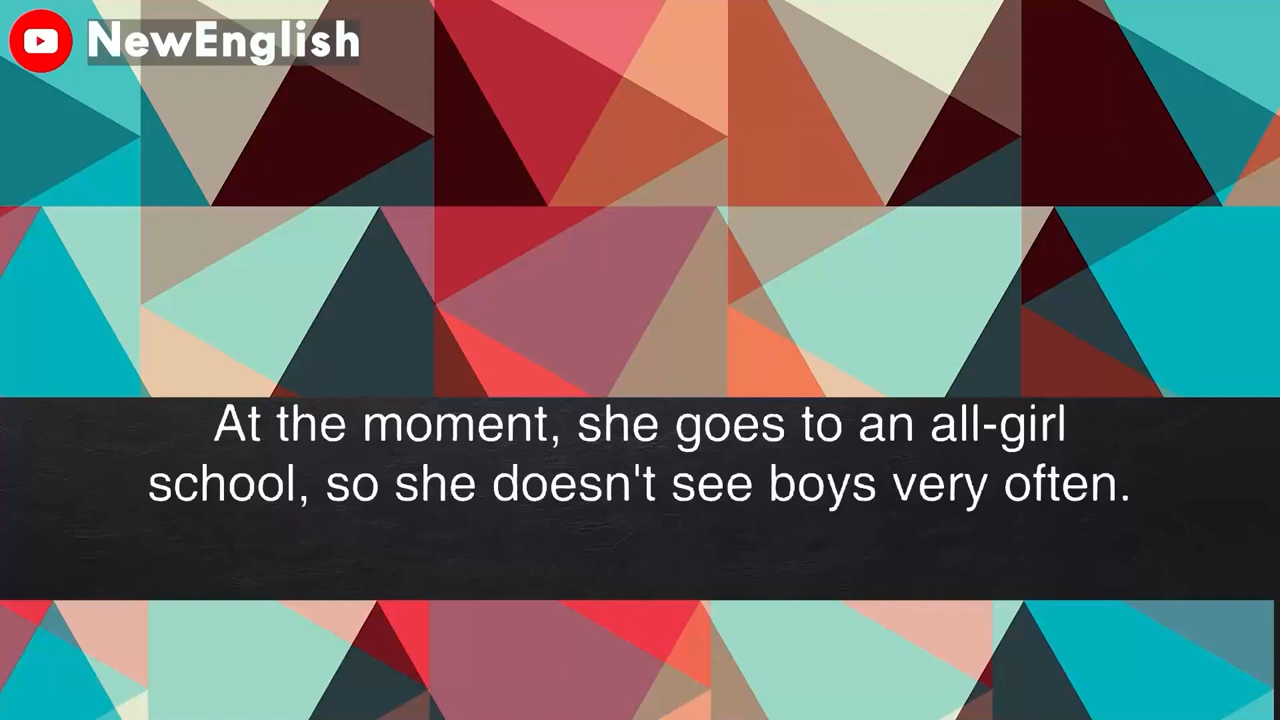 NewEnglish
At the moment, she goes to an all-girl
school, so she doesn't see boys very often.